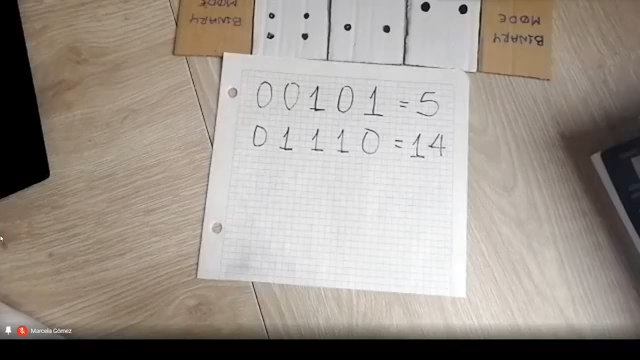 BINARY
MODE
BINARY
MODE
00101=5
01110=14
Marcela Gómez